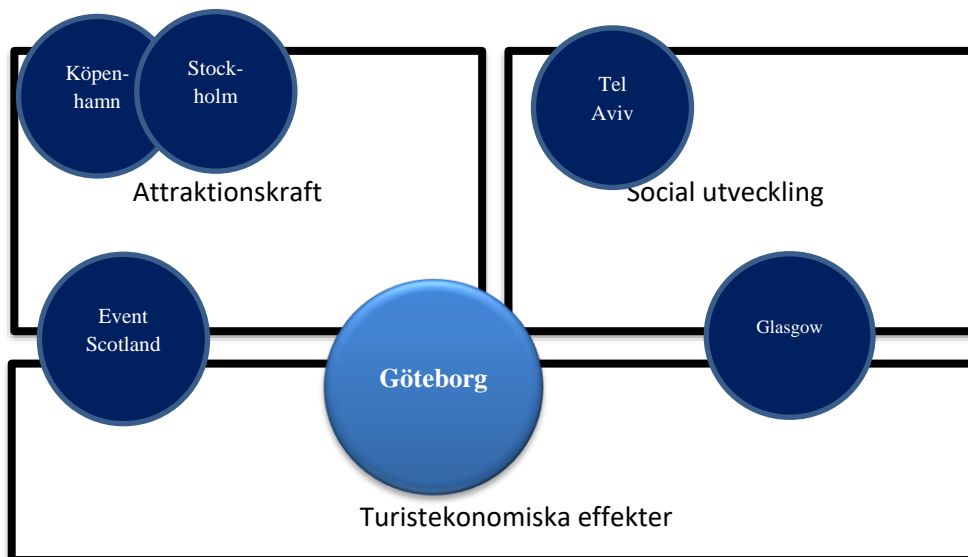 Köpen-
hamn
Stock-
holm
Tel
Aviv
Attraktionskraft
Social utveckling
Event
Scotland
Göteborg
Glasgow
Turistekonomiska effekter